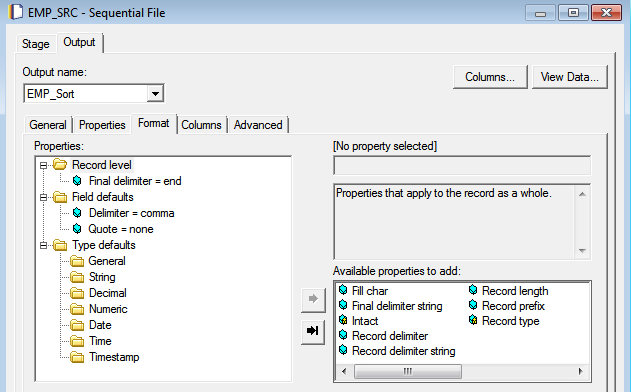 EMP_SRC - Sequential File
Stage Output
Output name:
EMP_Sort
Columns... View Data...
General Properties Format Columns Advanced
Properties:
Record level
Final delimiter = end
Field defaults
Delimiter = comma
Quote = none
Type defaults
General
String
Decimal
Numeric
Date
Time
Timestamp
[No property selected]
Properties that apply to the record as a whole.
Available properties to add:
Fill char
Final delimiter string
Intact
Record delimiter
Record delimiter string
Record length
Record prefix
Record type